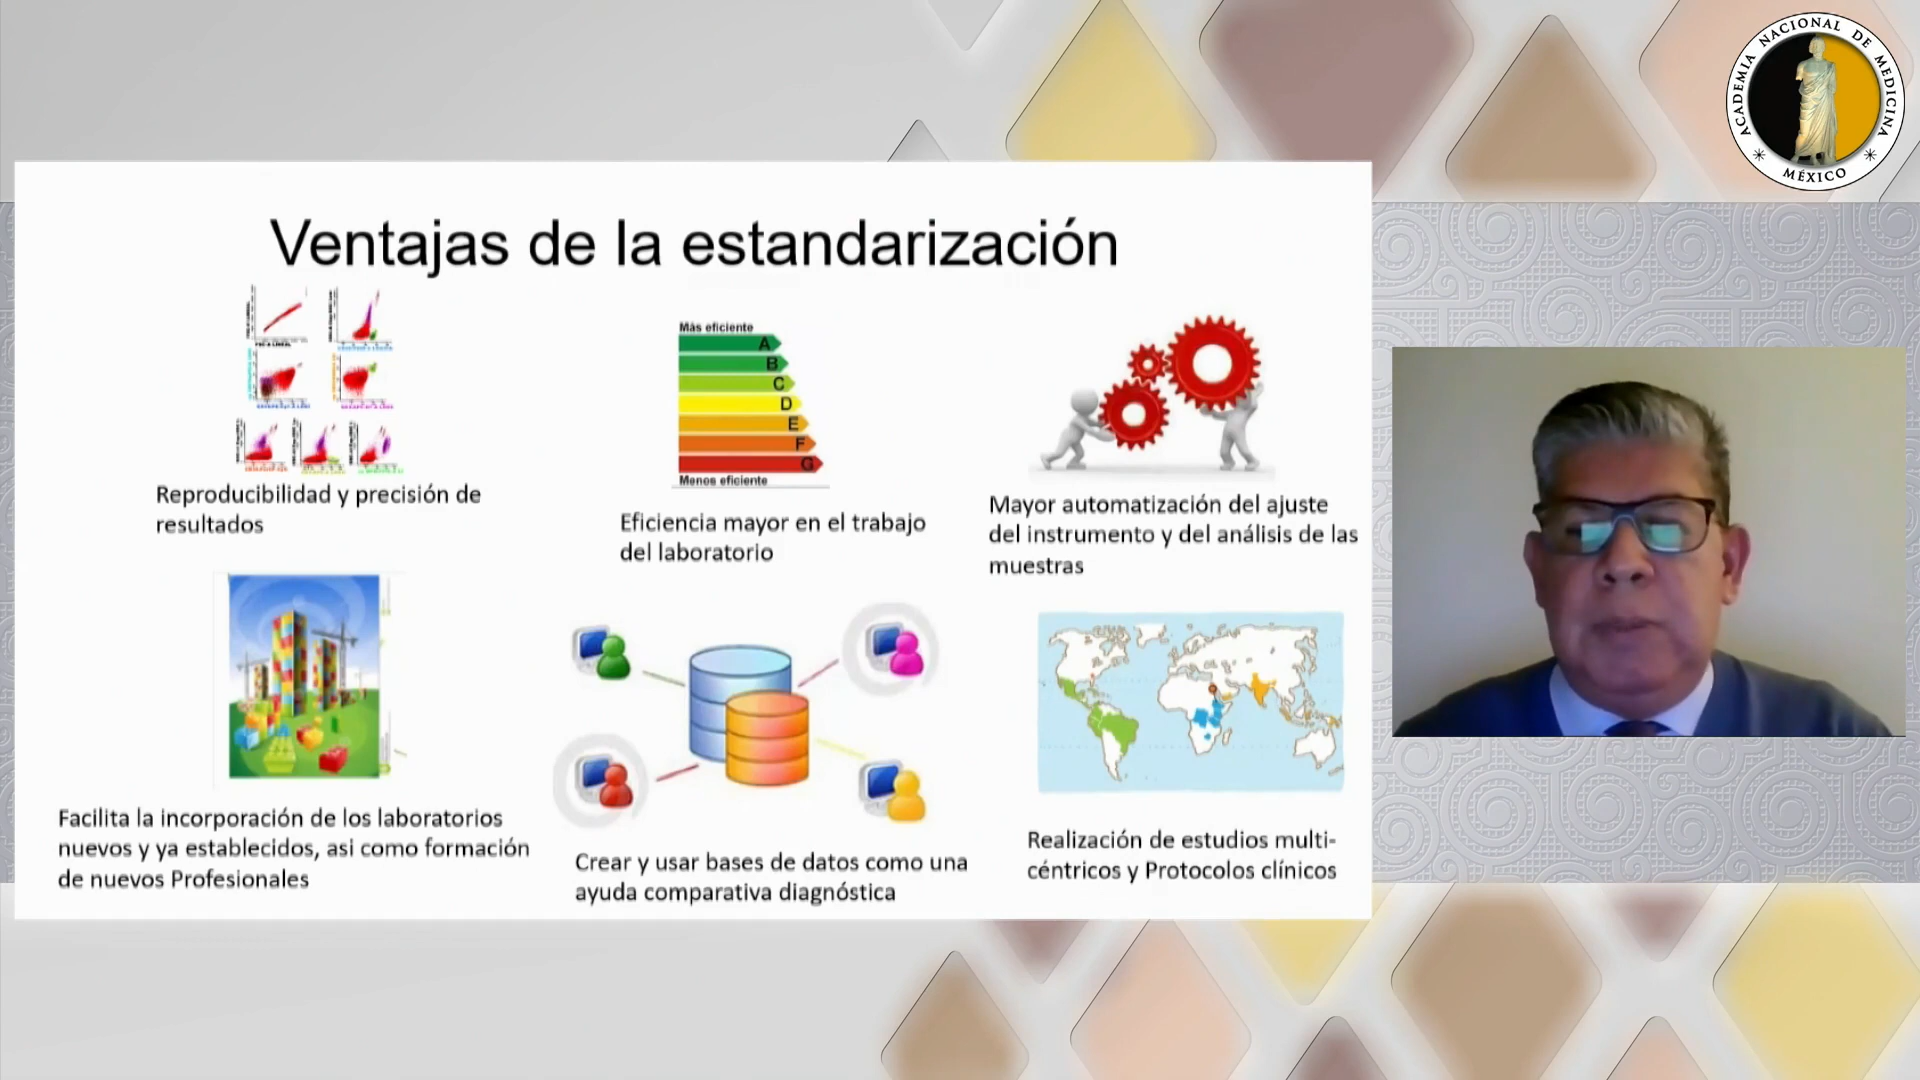 ACADEMIA NACIONAL DE MEDICINA
MÉXICO
Ventajas de la estandarización
Reproducibilidad y precisión de
resultados
Más eficiente
A
B
C
D
E
F
G
Menos eficiente
Eficiencia mayor en el trabajo
del laboratorio
Mayor automatización del ajuste
del instrumento y del análisis de las
muestras
Facilita la incorporación de los laboratorios
nuevos y ya establecidos, asi como formación
de nuevos Profesionales
Crear y usar bases de datos como una
ayuda comparativa diagnóstica
Realización de estudios multi-
céntricos y Protocolos clínicos